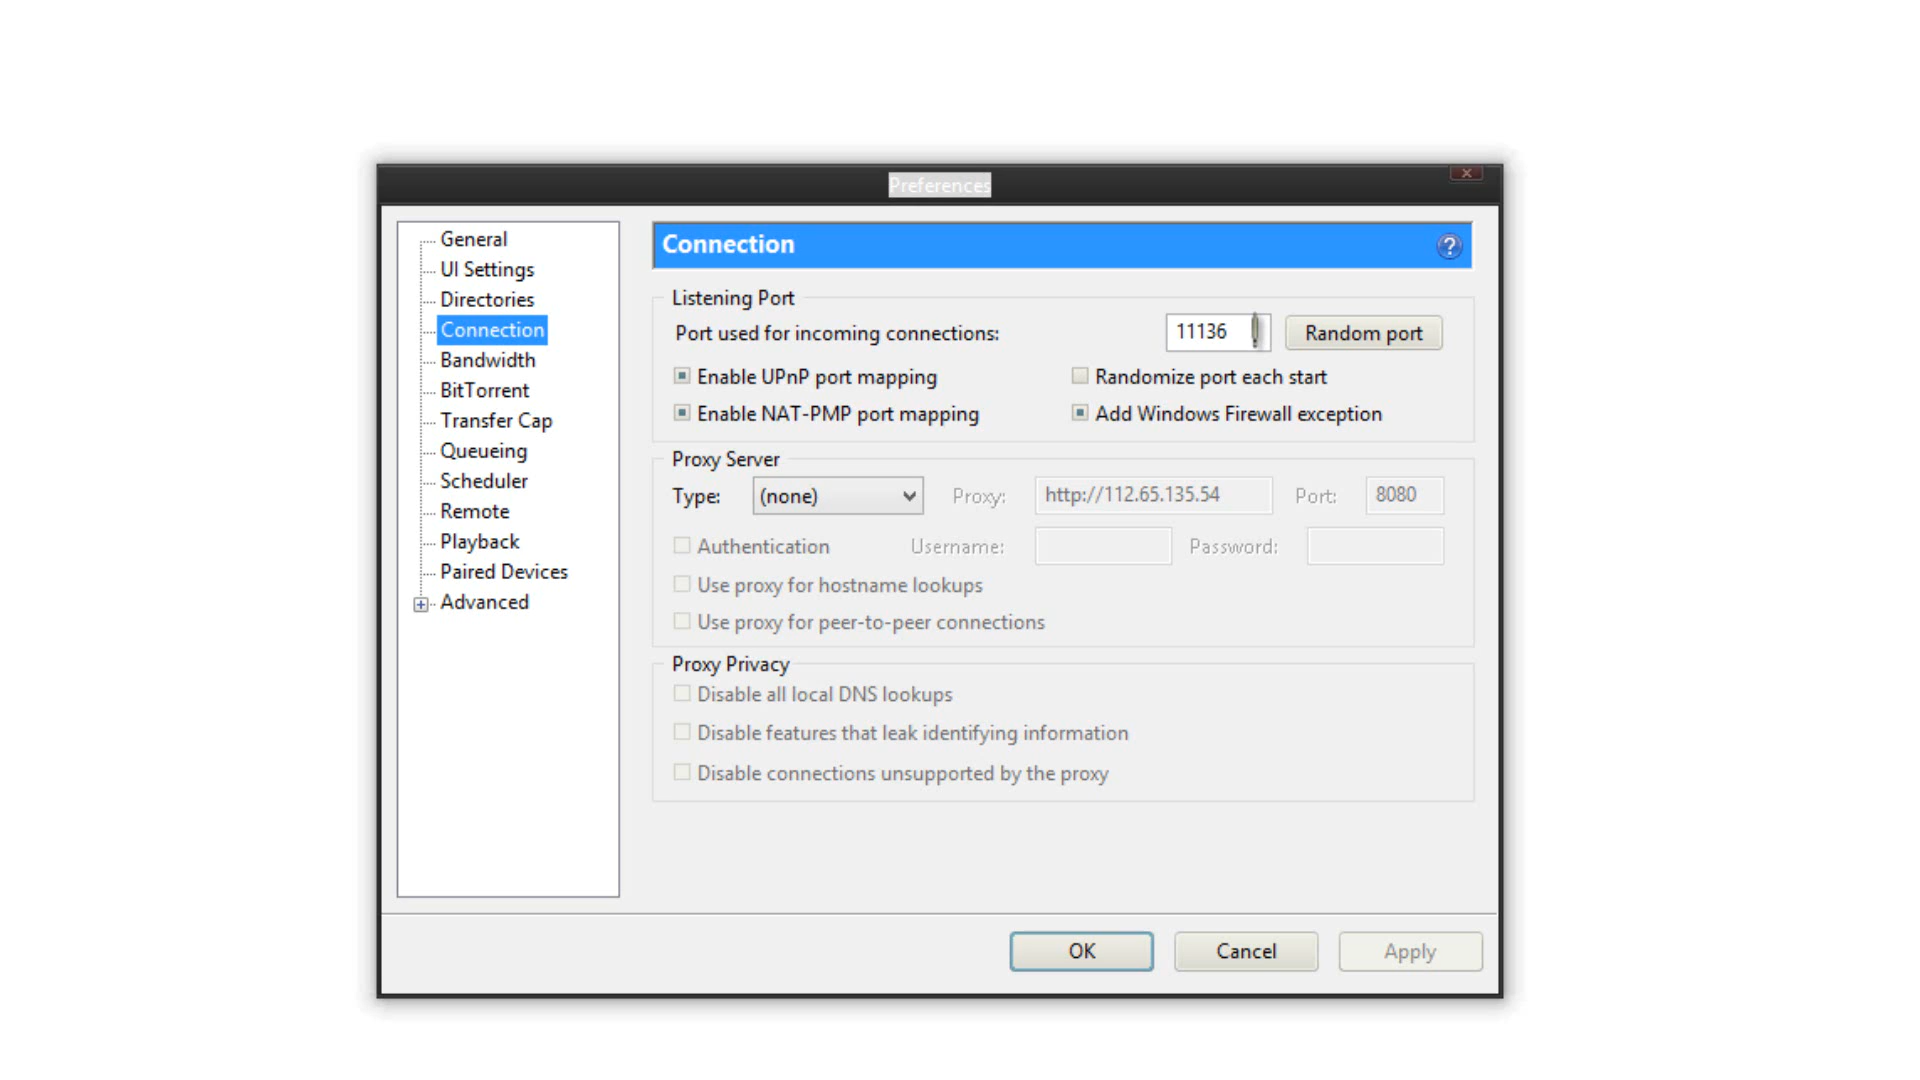 Preferences
General
UI Settings
Directories
Connection
Bandwidth
BitTorrent
Transfer Cap
Queueing
Scheduler
Remote
Playback
Paired Devices
Advanced
Connection
Listening Port
Port used for incoming connections: 11136 Random port
Enable UPnP port mapping Randomize port each start
Enable NAT-PMP port mapping Add Windows Firewall exception
Proxy Server
Type: (none) Proxy: http://112.65.135.54 Port: 8080
Authentication Username: Password:
Use proxy for hostname lookups
Use proxy for peer-to-peer connections
Proxy Privacy
Disable all local DNS lookups
Disable features that leak identifying information
Disable connections unsupported by the proxy
OK Cancel Apply